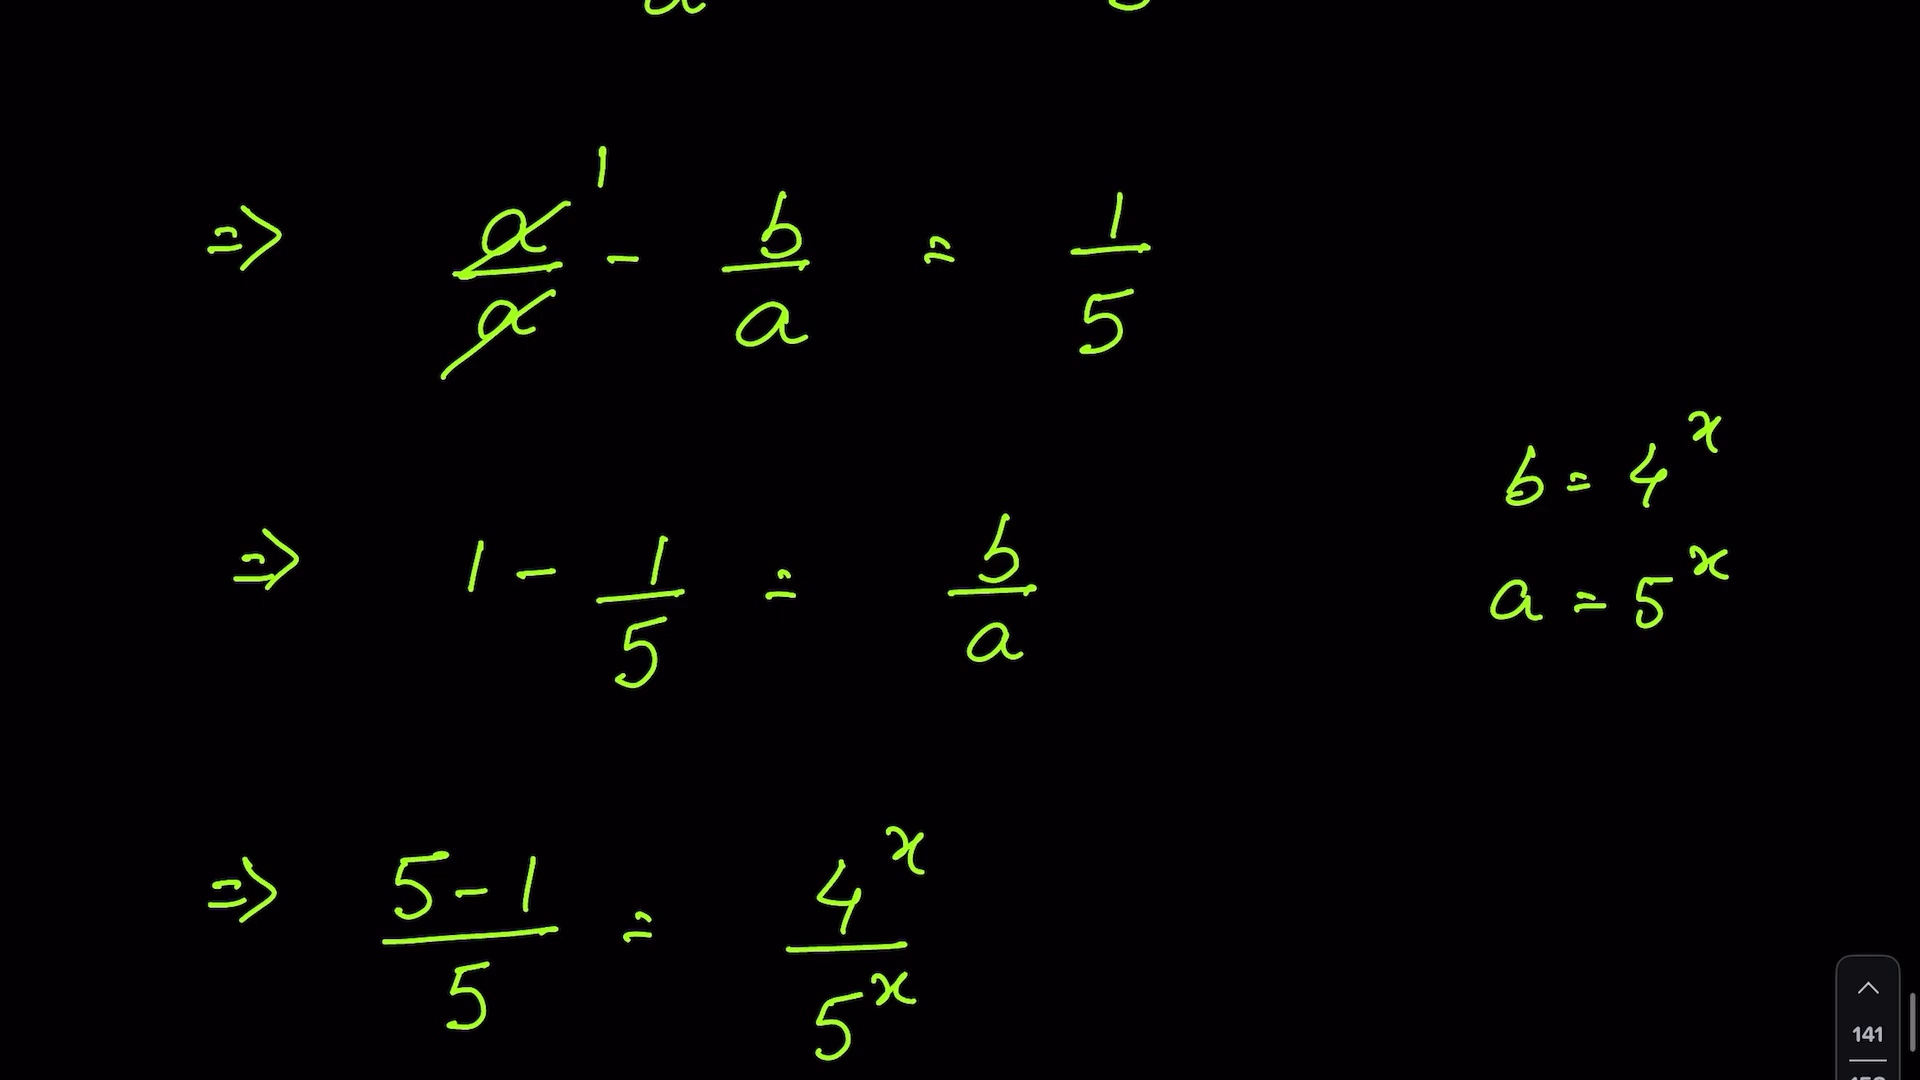 ⇒ a/a 1 - b/a = 1/5
b = 4^x
a = 5^x
⇒ 1 - 1/5 = b/a
⇒ (5-1)/5 = 4^x/5^x
141